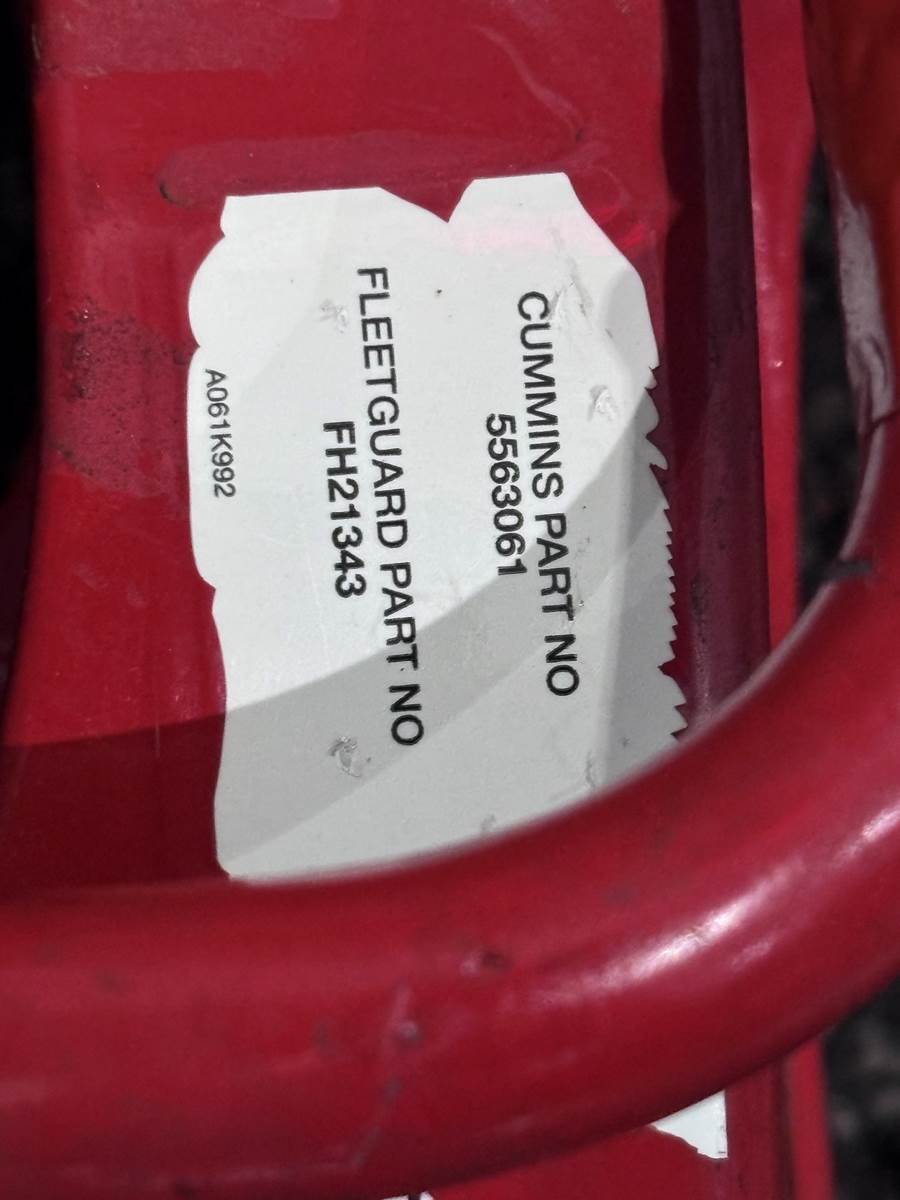 CUMMINS PART NO
5563061
FLEETGUARD PART NO
FH21343
A061K992